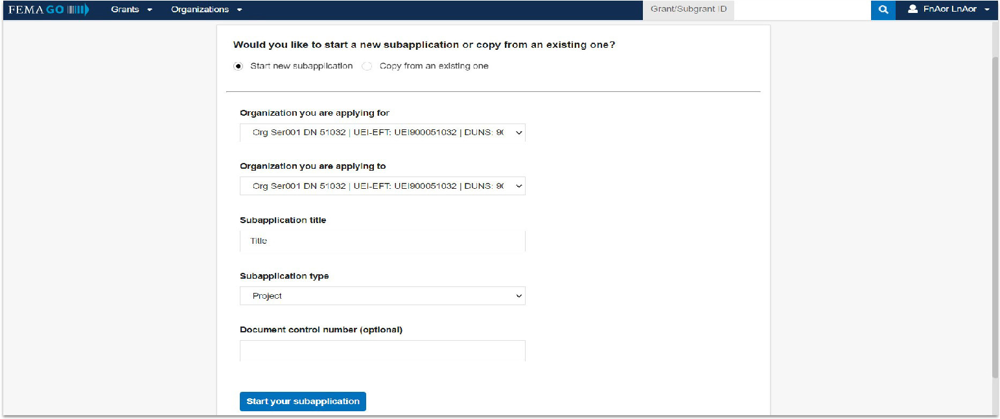 FEMA GO Grants Organizations Grant/Subgrant ID FnAor LnAor
Would you like to start a new subapplication or copy from an existing one?
Start new subapplication Copy from an existing one
Organization you are applying for
Org Ser001 DN 51032 | UEI-EFT: UEI900051032 | DUNS: 90
Organization you are applying to
Org Ser001 DN 51032 | UEI-EFT: UEI900051032 | DUNS: 90
Subapplication title
Title
Subapplication type
Project
Document control number (optional)
Start your subapplication